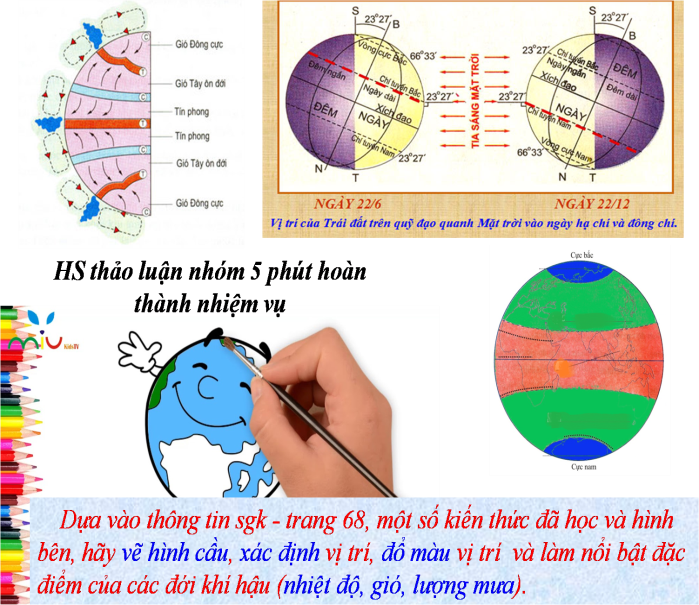 Gió Đông cực
Gió Tây ôn đới
Tín phong
Tín phong
Gió Tây ôn đới
Gió Đông cực
C
T
C
T
C
T
C
S
23°27'
B
Vòng cực Bắc
66°33'
Đêm ngắn
Chí tuyến Bắc
Ngày dài
23°27'
Xích đạo
ĐÊM
NGÀY
Chí tuyến Nam
23°27'
N
T
TIA SÁNG MẶT TRỜI
S
23°27'
B
23°27'
Chí tuyến Bắc
ĐÊM
Ngày ngắn
Đêm dài
Xích đạo
23°27'
NGÀY
Chí tuyến Nam
66°33'
Vòng cực Nam
N
T
NGÀY 22/6
NGÀY 22/12
Vị trí của Trái đất trên quỹ đạo quanh Mặt trời vào ngày hạ chí và đông chí.
HS thảo luận nhóm 5 phút hoàn
thành nhiệm vụ
miu
KidsIN
Cực bắc
Cực nam
Dựa vào thông tin sgk - trang 68, một số kiến thức đã học và hình
bên, hãy vẽ hình cầu, xác định vị trí, đổ màu vị trí và làm nổi bật đặc
điểm của các đới khí hậu (nhiệt độ, gió, lượng mưa).